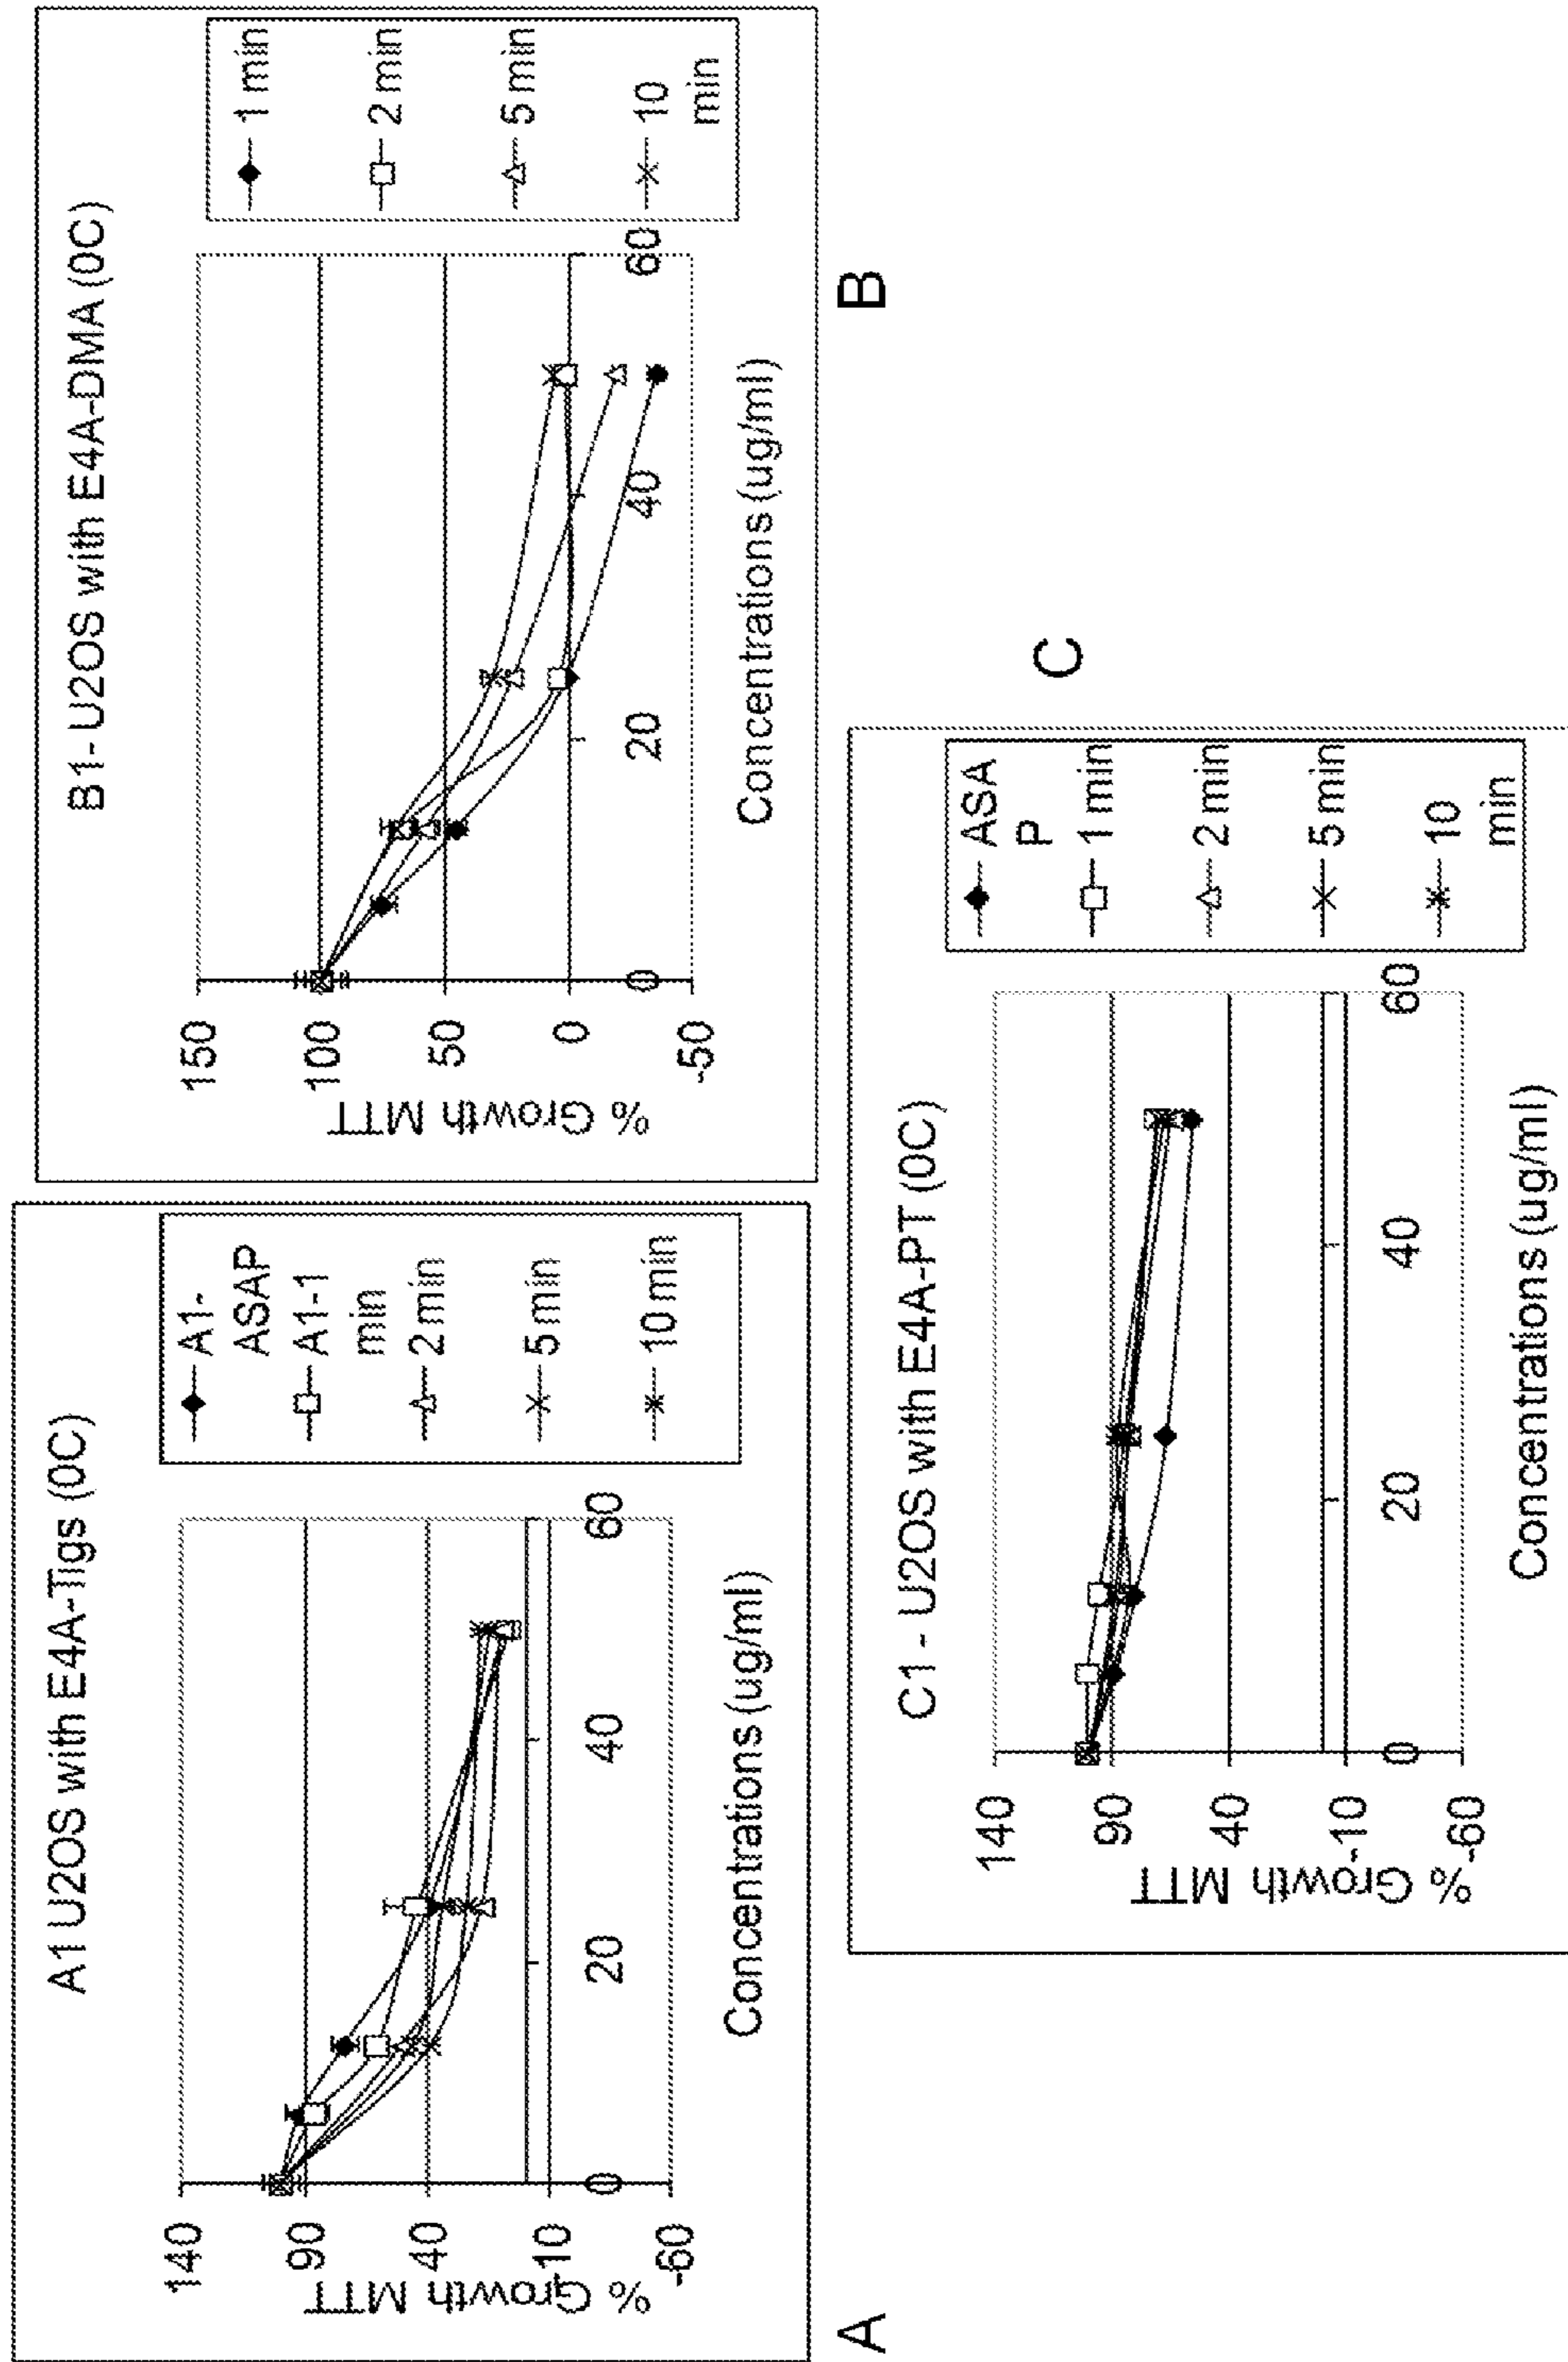 A1 U2OS with E4A-Tigs (0C)
140
90
40
-10
-60
% Growth MTT
0
20
40
60
Concentrations (ug/ml)
A1-
ASAP
A1-1
min
2 min
5 min
10 min
A
B1- U2OS with E4A-DMA (0C)
150
100
50
0
-50
% Growth MTT
0
20
40
60
Concentrations (ug/ml)
1 min
2 min
5 min
10
min
B
C1 - U2OS with E4A-PT (0C)
140
90
40
-10
-60
% Growth MTT
0
20
40
60
Concentrations (ug/ml)
ASA
P
1 min
2 min
5 min
10
min
C